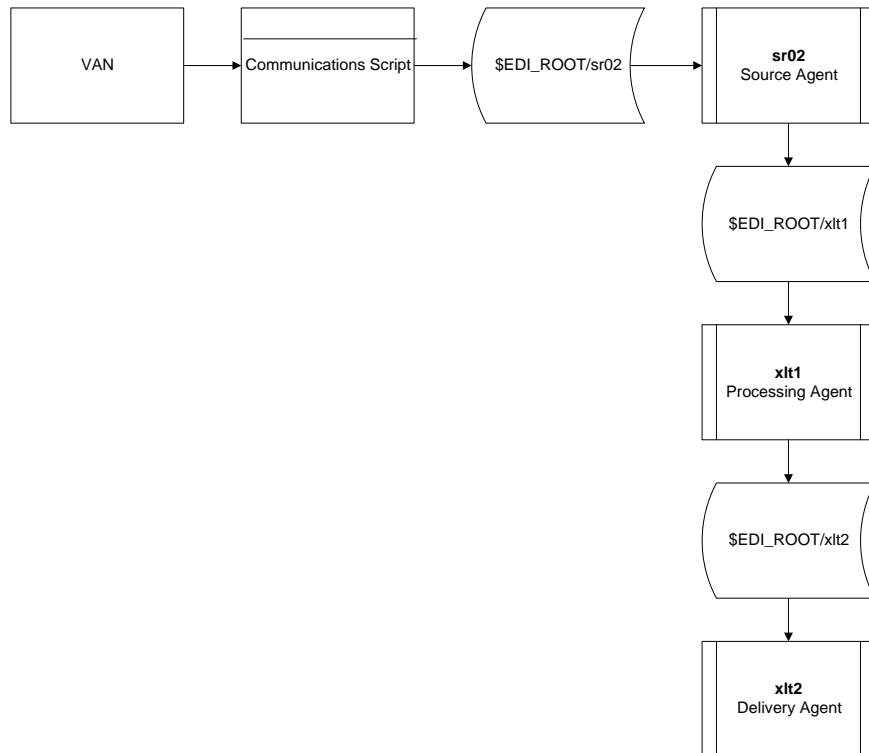 VAN
Communications Script
$EDI_ROOT/sr02
sr02
Source Agent
$EDI_ROOT/xlt1
xlt1
Processing Agent
$EDI_ROOT/xlt2
xlt2
Delivery Agent